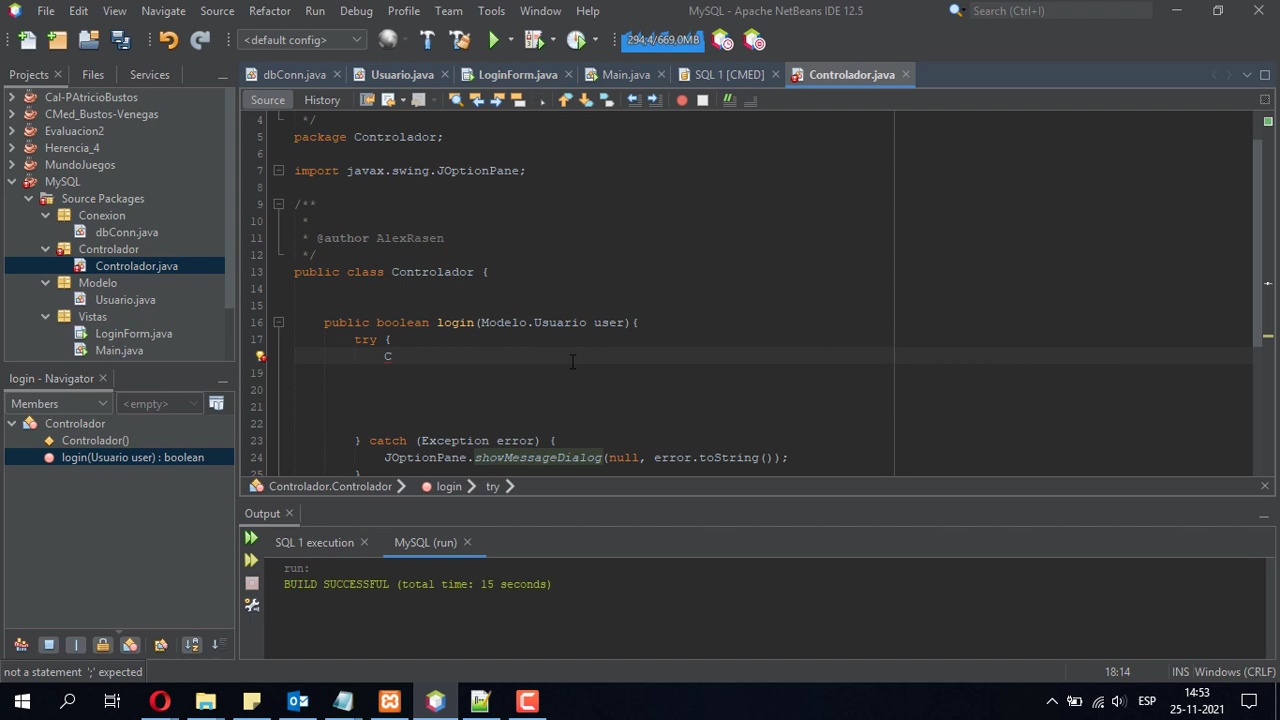 File Edit View Navigate Source Refactor Run Debug Profile Team Tools Window Help MySQL - Apache NetBeans IDE 12.5 Search (Ctrl+I)
<default config> 294,4/669,0MB
Projects Files Services
dbConn.java Usuario.java LoginForm.java Main.java SQL 1 [CMED] Controlador.java
Source History
Cal-PAtricioBustos
CMed_Bustos-Venegas
Evaluacion2
Herencia_4
MundoJuegos
MySQL
Source Packages
Conexion
dbConn.java
Controlador
Controlador.java
Modelo
Usuario.java
Vistas
LoginForm.java
Main.java
4 */
5 package Controlador;
6
7 import javax.swing.JOptionPane;
8
9 /**
10 *
11 * @author AlexRasen
12 */
13 public class Controlador {
14
15
16 public boolean login(Modelo.Usuario user){
17 try {
C
19
20
21
22
23 } catch (Exception error) {
24 JOptionPane.showMessageDialog(null, error.toString());
25 }
Controlador.Controlador login try
login - Navigator
Members <empty>
Controlador
Controlador()
login(Usuario user) : boolean
Output
SQL 1 execution MySQL (run)
run:
BUILD SUCCESSFUL (total time: 15 seconds)
not a statement ';' expected 18:14 INS Windows (CRLF)
ESP 14:53
25-11-2021